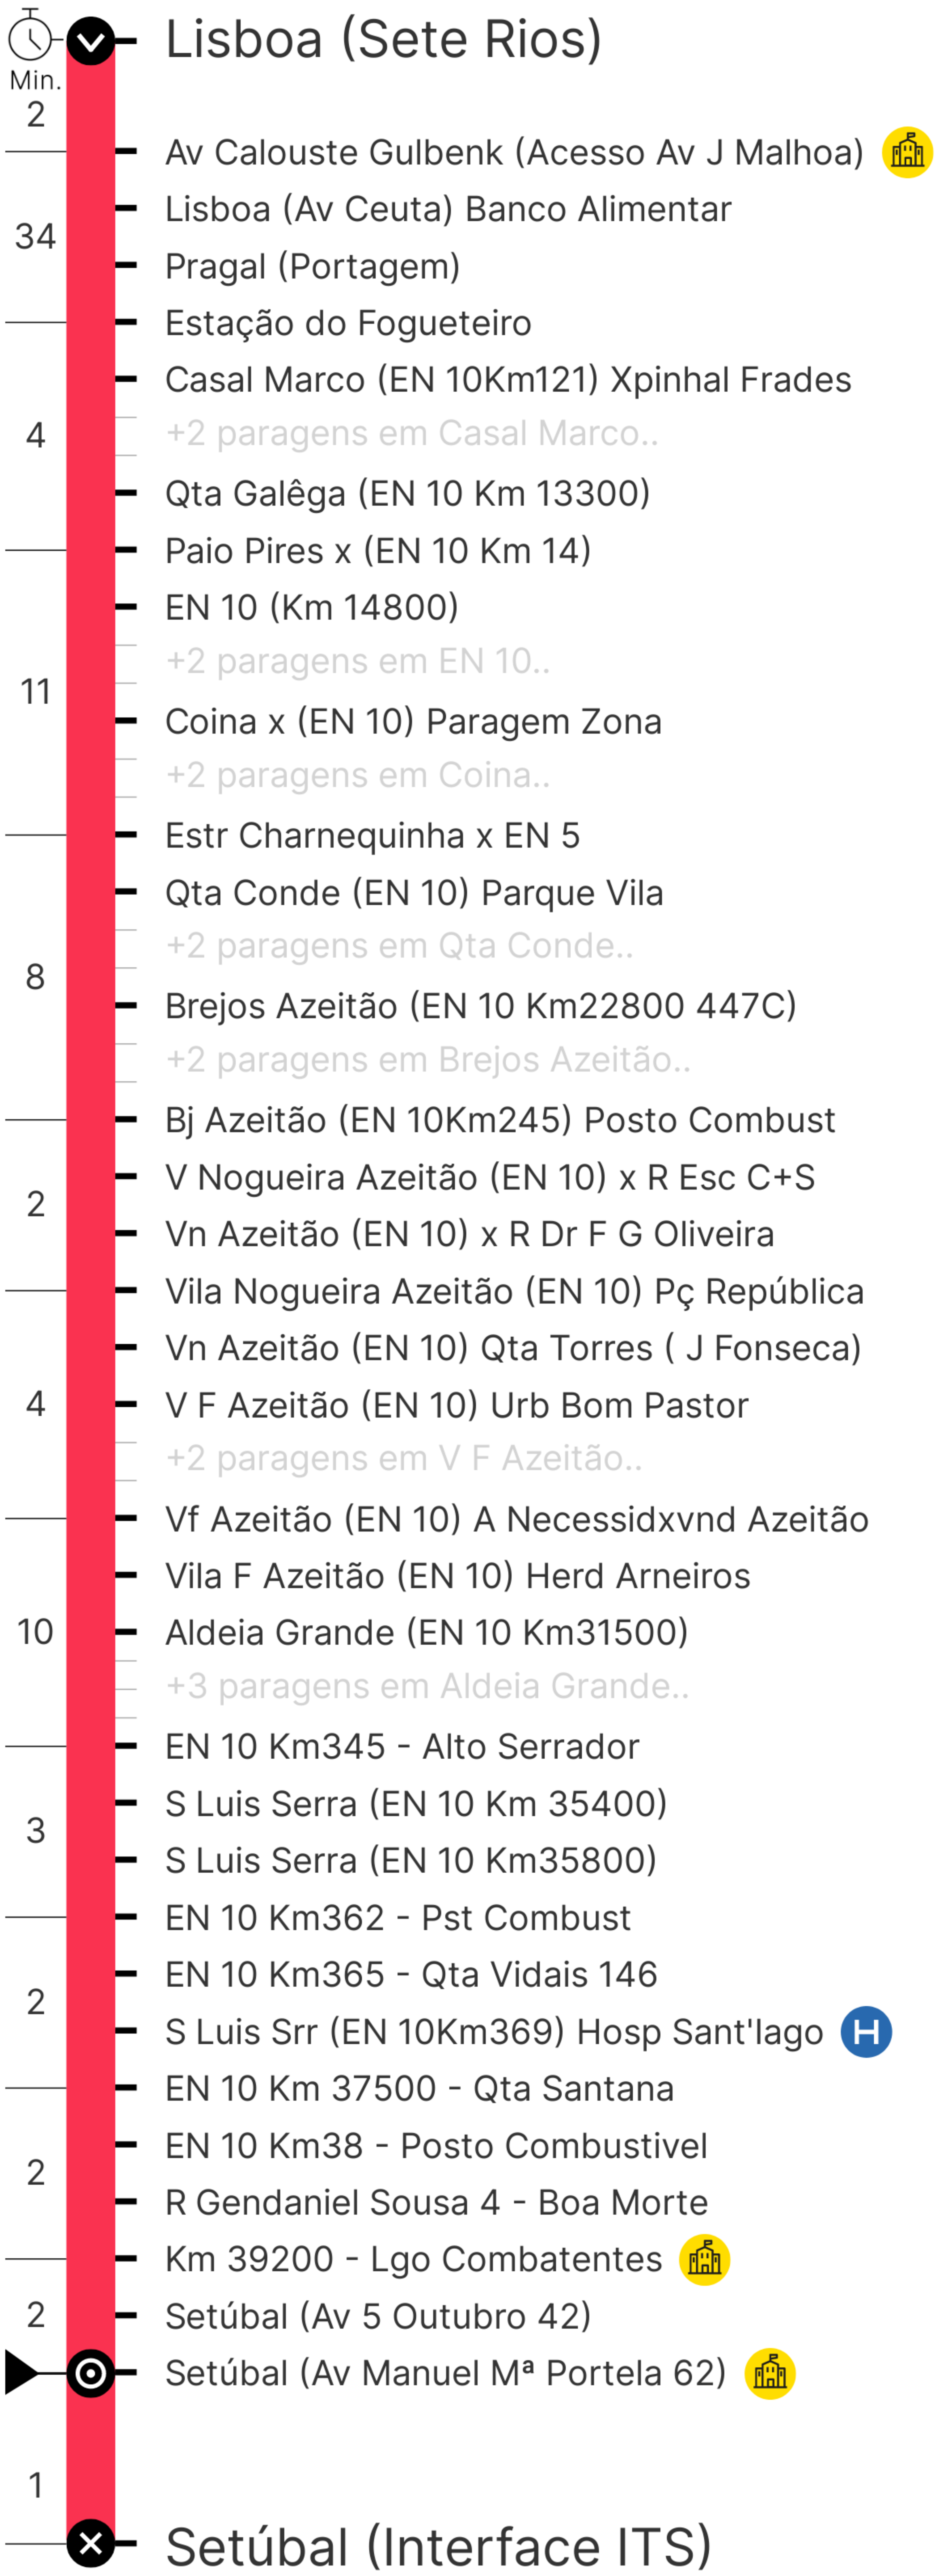 Lisboa (Sete Rios)
Min.
2
Av Calouste Gulbenk (Acesso Av J Malhoa)
Lisboa (Av Ceuta) Banco Alimentar
34
Pragal (Portagem)
Estação do Fogueteiro
Casal Marco (EN 10Km121) Xpinhal Frades
4
+2 paragens em Casal Marco..
Qta Galêga (EN 10 Km 13300)
Paio Pires x (EN 10 Km 14)
EN 10 (Km 14800)
+2 paragens em EN 10..
11
Coina x (EN 10) Paragem Zona
+2 paragens em Coina..
Estr Charnequinha x EN 5
Qta Conde (EN 10) Parque Vila
+2 paragens em Qta Conde..
8
Brejos Azeitão (EN 10 Km22800 447C)
+2 paragens em Brejos Azeitão..
Bj Azeitão (EN 10Km245) Posto Combust
V Nogueira Azeitão (EN 10) x R Esc C+S
2
Vn Azeitão (EN 10) x R Dr F G Oliveira
Vila Nogueira Azeitão (EN 10) Pç República
Vn Azeitão (EN 10) Qta Torres ( J Fonseca)
4
V F Azeitão (EN 10) Urb Bom Pastor
+2 paragens em V F Azeitão..
Vf Azeitão (EN 10) A Necessidxvnd Azeitão
Vila F Azeitão (EN 10) Herd Arneiros
10
Aldeia Grande (EN 10 Km31500)
+3 paragens em Aldeia Grande..
EN 10 Km345 - Alto Serrador
S Luis Serra (EN 10 Km 35400)
3
S Luis Serra (EN 10 Km35800)
EN 10 Km362 - Pst Combust
EN 10 Km365 - Qta Vidais 146
2
S Luis Srr (EN 10Km369) Hosp Sant'Iago
H
EN 10 Km 37500 - Qta Santana
EN 10 Km38 - Posto Combustivel
2
R Gendaniel Sousa 4 - Boa Morte
Km 39200 - Lgo Combatentes
2
Setúbal (Av 5 Outubro 42)
Setúbal (Av Manuel Mª Portela 62)
1
Setúbal (Interface ITS)